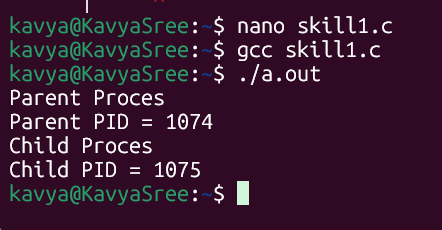 kavya@KavyaSree:~$ nano skill1.c
kavya@KavyaSree:~$ gcc skill1.c
kavya@KavyaSree:~$ ./a.out
Parent Proces
Parent PID = 1074
Child Proces
Child PID = 1075
kavya@KavyaSree:~$